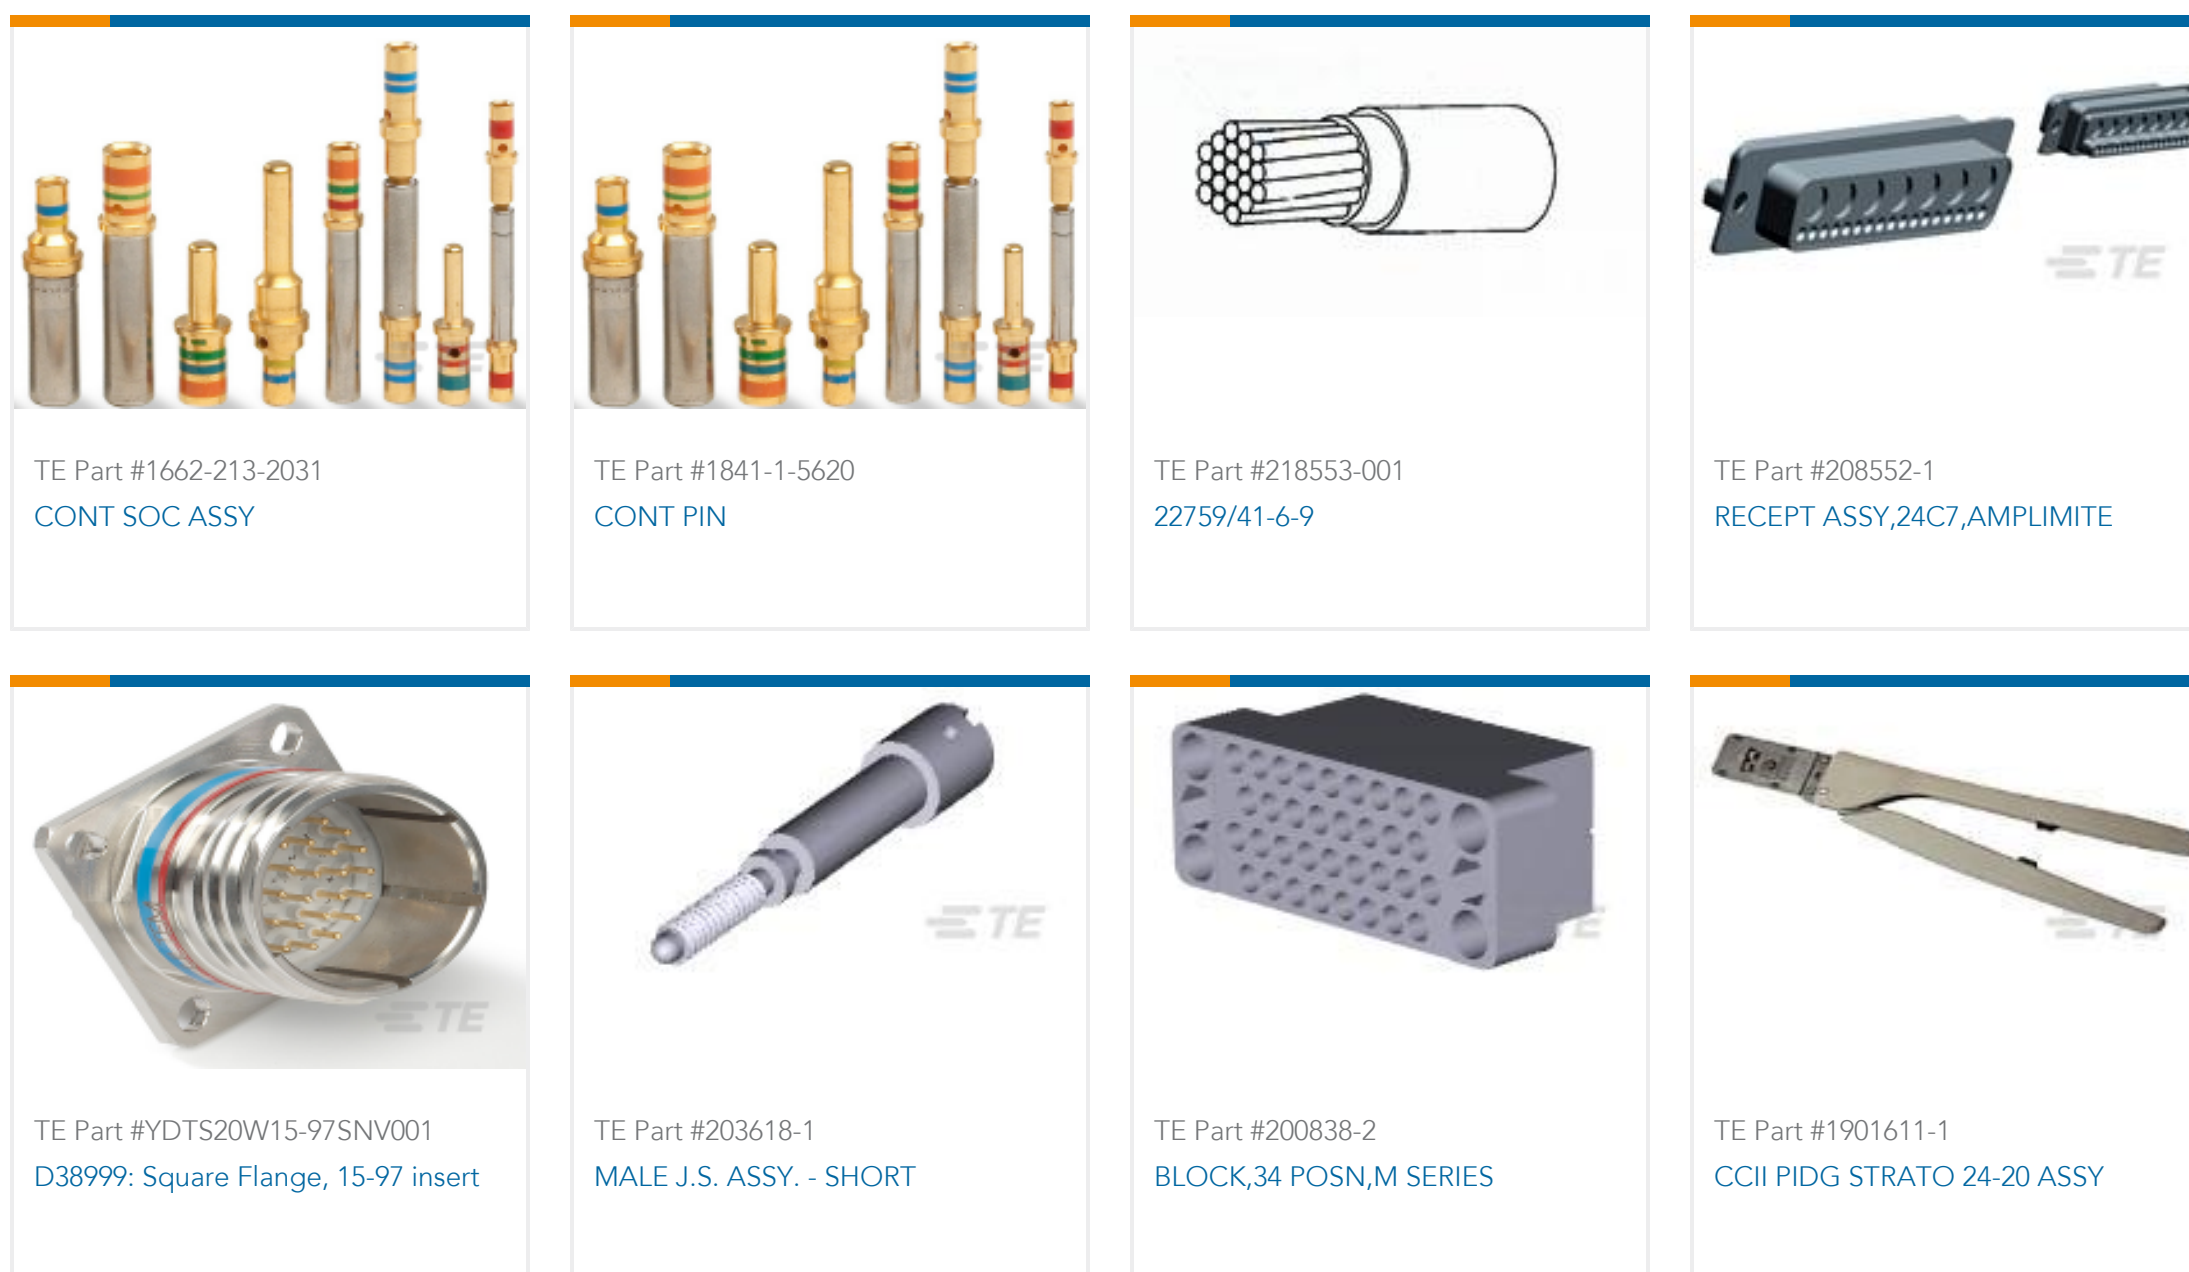 TE Part #1662-213-2031
CONT SOC ASSY
TE Part #1841-1-5620
CONT PIN
TE Part #218553-001
22759/41-6-9
TE
TE Part #208552-1
RECEPT ASSY,24C7,AMPLIMITE
TE
TE Part #YDTS20W15-97SNV001
D38999: Square Flange, 15-97 insert
TE
TE Part #203618-1
MALE J.S. ASSY. - SHORT
TE Part #200838-2
BLOCK,34 POSN,M SERIES
TE Part #1901611-1
CCII PIDG STRATO 24-20 ASSY